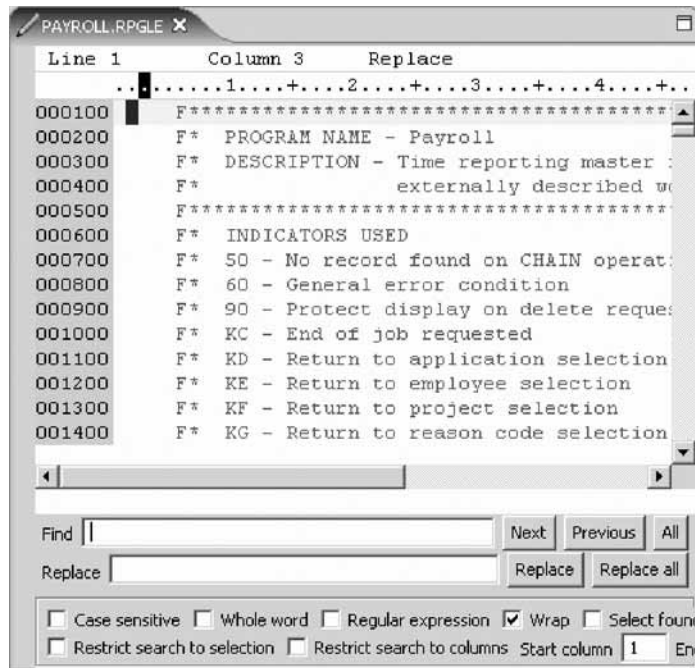 PAYROLL.RPGLE
Line 1 Column 3 Replace
.........1....+....2....+....3....+....4....+..
000100 F****************************************
000200 F* PROGRAM NAME - Payroll
000300 F* DESCRIPTION - Time reporting master
000400 F* externally described
000500 F****************************************
000600 F* INDICATORS USED
000700 F* 50 - No record found on CHAIN
000800 F* 60 - General error condition
000900 F* 90 - Protect display on delete
001000 F* KC - End of job requested
001100 F* KD - Return to application selection
001200 F* KE - Return to employee selection
001300 F* KF - Return to project selection
001400 F* KG - Return to reason code selection
Find Next Previous All
Replace Replace Replace all
Case sensitive Whole word Regular expression Wrap Select
Restrict search to selection Restrict search to columns Start column 1